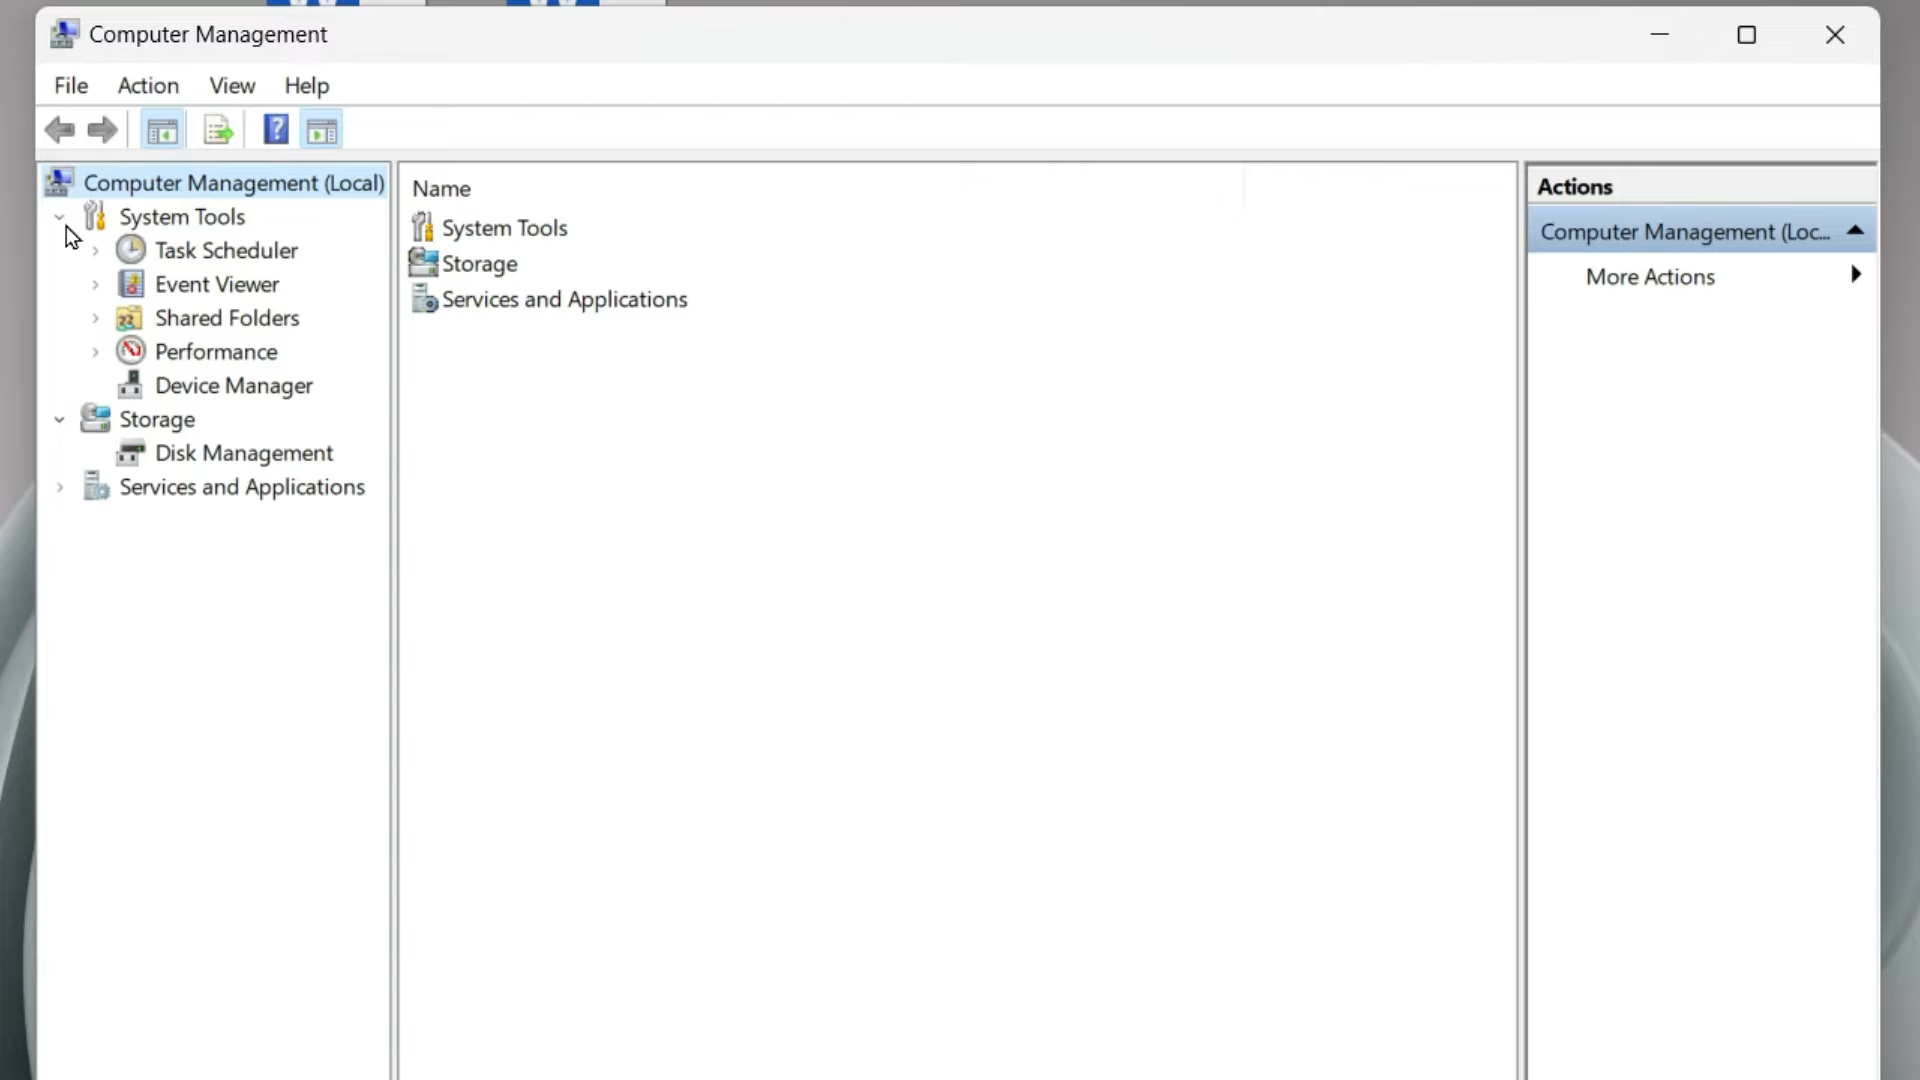 Computer Management
File Action View Help
Computer Management (Local)
System Tools
Task Scheduler
Event Viewer
Shared Folders
Performance
Device Manager
Storage
Disk Management
Services and Applications
Name
System Tools
Storage
Services and Applications
Actions
Computer Management (Loc...
More Actions